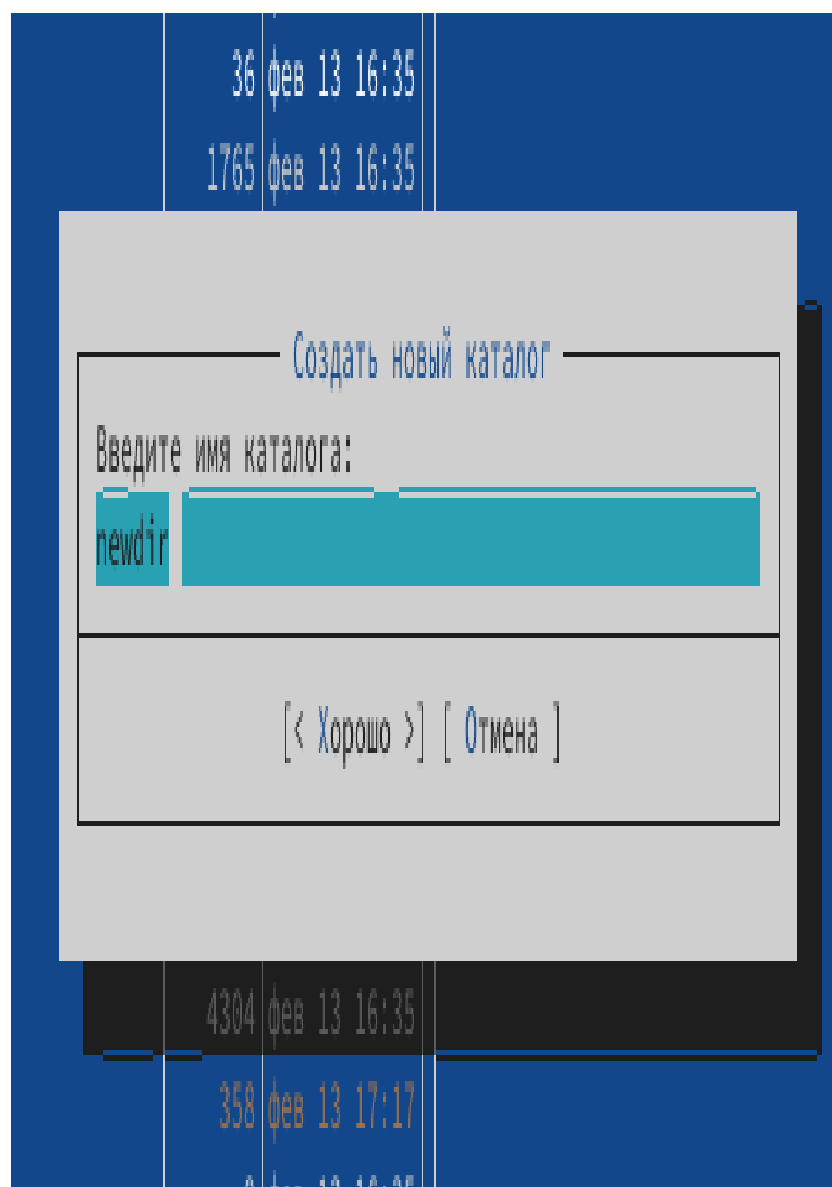 36 фев 13 16:35
1765 фев 13 16:35
Создать новый каталог
Введите имя каталога:
newdir
[< Хорошо >] [ Отмена ]
4304 фев 13 16:35
358 фев 13 17:17